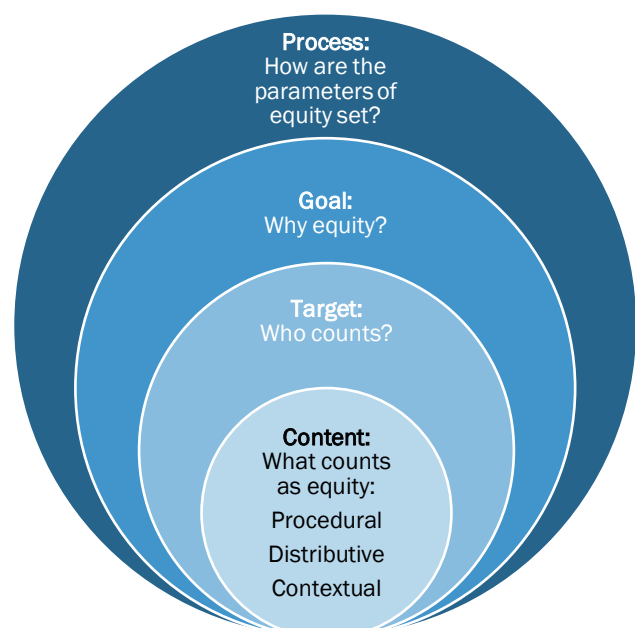 Process:
How are the
parameters of
equity set?
Goal:
Why equity?
Target:
Who counts?
Content:
What counts
as equity:
Procedural
Distributive
Contextual